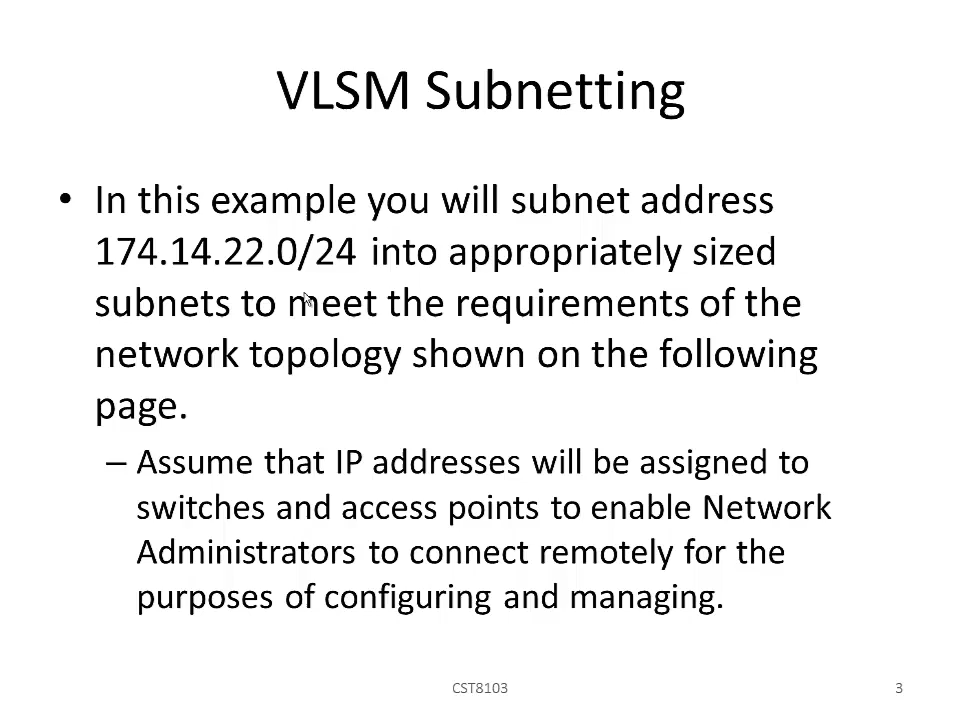 VLSM Subnetting
• In this example you will subnet address
174.14.22.0/24 into appropriately sized
subnets to meet the requirements of the
network topology shown on the following
page.
– Assume that IP addresses will be assigned to
switches and access points to enable Network
Administrators to connect remotely for the
purposes of configuring and managing.
CST8103
3